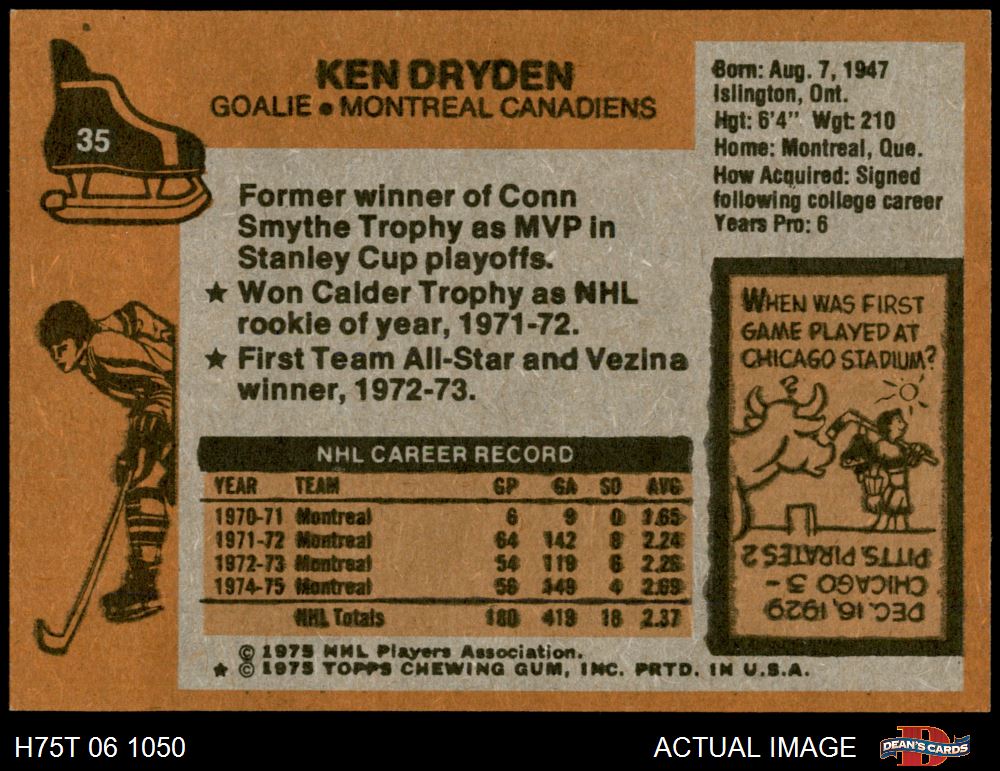 35
KEN DRYDEN
GOALIE • MONTREAL CANADIENS
Born: Aug. 7, 1947
Islington, Ont.
Hgt: 6'4" Wgt: 210
Home: Montreal, Que.
How Acquired: Signed
following college career
Years Pro: 6
Former winner of Conn
Smythe Trophy as MVP in
Stanley Cup playoffs.
★ Won Calder Trophy as NHL
rookie of year, 1971-72.
★ First Team All-Star and Vezina
winner, 1972-73.
NHL CAREER RECORD
YEAR TEAM GP GA SO AVG
1970-71 Montreal 6 9 0 1.65
1971-72 Montreal 64 142 8 2.24
1972-73 Montreal 54 119 6 2.26
1974-75 Montreal 56 149 4 2.69
NHL Totals 180 419 18 2.37
WHEN WAS FIRST
GAME PLAYED AT
CHICAGO STADIUM?
DEC. 16, 1929
CHICAGO 3 -
PITTS. PIRATES 2
© 1975 NHL Players Association.
★ © 1975 TOPPS CHEWING GUM, INC. PRTD. IN U.S.A.
H75T 06 1050
ACTUAL IMAGE
DEAN'S CARDS